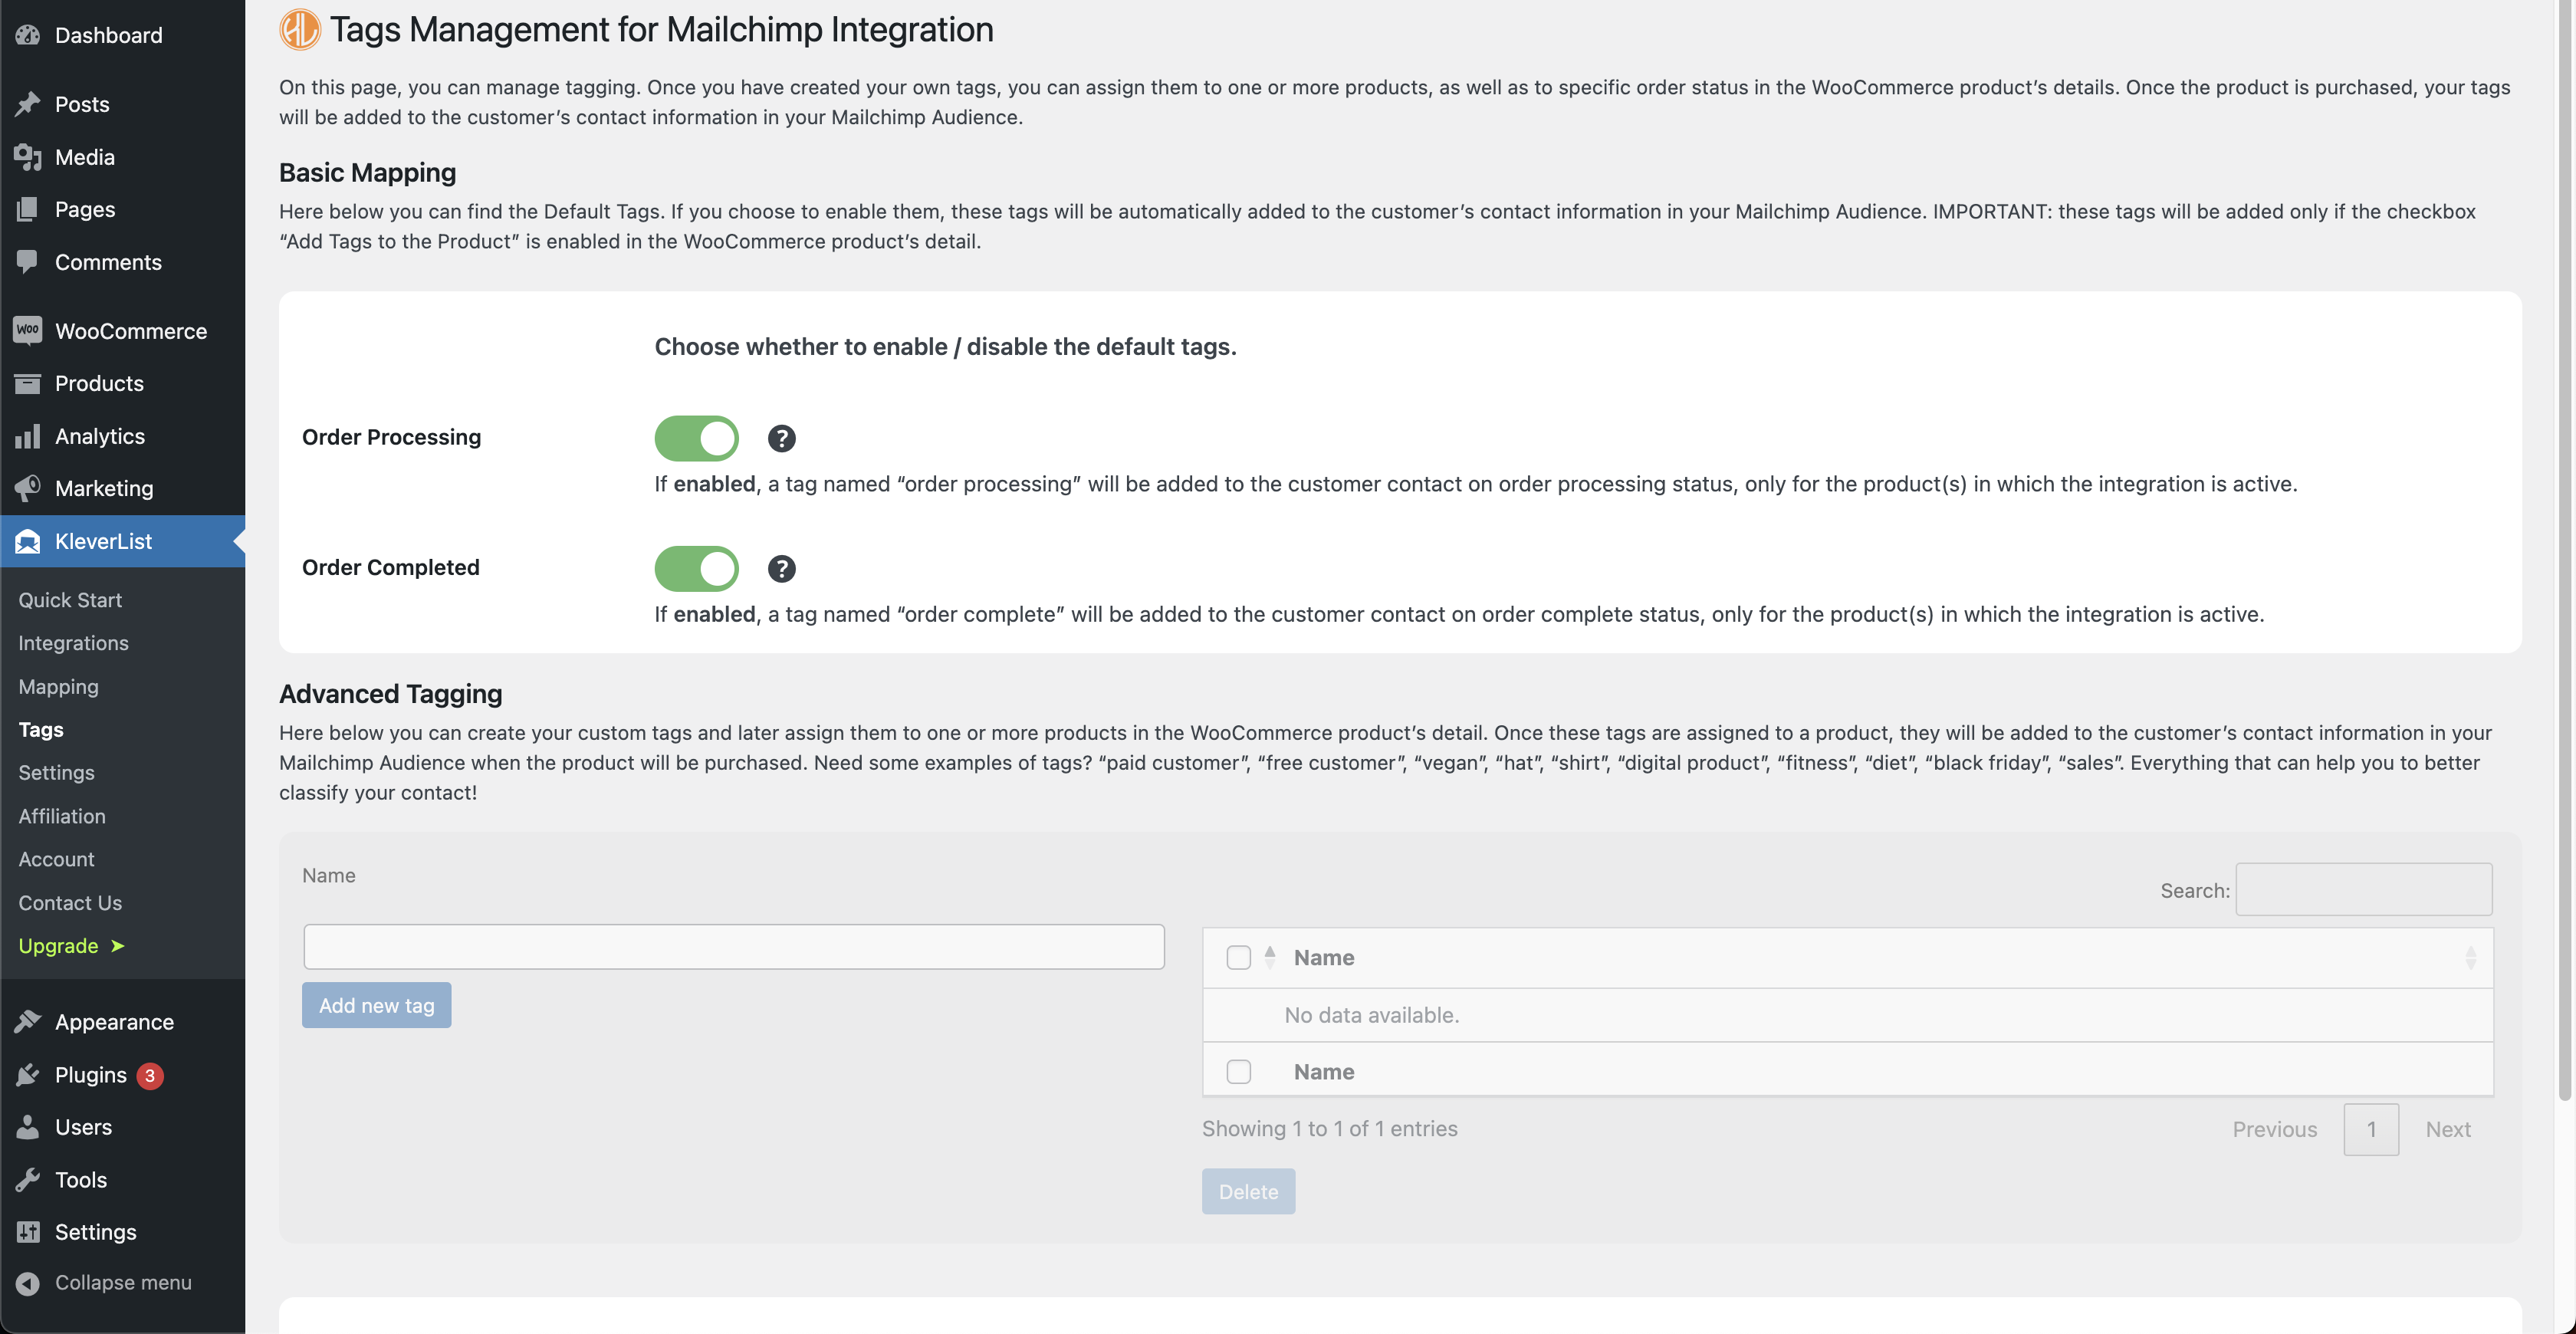 Dashboard
Posts
Media
Pages
Comments
WOO WooCommerce
Products
Analytics
Marketing
KleverList
Quick Start
Integrations
Mapping
Tags
Settings
Affiliation
Account
Contact Us
Upgrade ➤
Appearance
Plugins 3
Users
Tools
Settings
Collapse menu
Tags Management for Mailchimp Integration
On this page, you can manage tagging. Once you have created your own tags, you can assign them to one or more products, as well as to specific order status in the WooCommerce product’s details. Once the product is purchased, your tags
will be added to the customer’s contact information in your Mailchimp Audience.
Basic Mapping
Here below you can find the Default Tags. If you choose to enable them, these tags will be automatically added to the customer’s contact information in your Mailchimp Audience. IMPORTANT: these tags will be added only if the checkbox
“Add Tags to the Product” is enabled in the WooCommerce product’s detail.
Choose whether to enable / disable the default tags.
Order Processing
?
If enabled, a tag named “order processing” will be added to the customer contact on order processing status, only for the product(s) in which the integration is active.
Order Completed
?
If enabled, a tag named “order complete” will be added to the customer contact on order complete status, only for the product(s) in which the integration is active.
Advanced Tagging
Here below you can create your custom tags and later assign them to one or more products in the WooCommerce product’s detail. Once these tags are assigned to a product, they will be added to the customer’s contact information in your
Mailchimp Audience when the product will be purchased. Need some examples of tags? “paid customer”, “free customer”, “vegan”, “hat”, “shirt”, “digital product”, “fitness”, “diet”, “black friday”, “sales”. Everything that can help you to better
classify your contact!
Name
Add new tag
Search:
Name
No data available.
Name
Showing 1 to 1 of 1 entries
Previous 1 Next
Delete